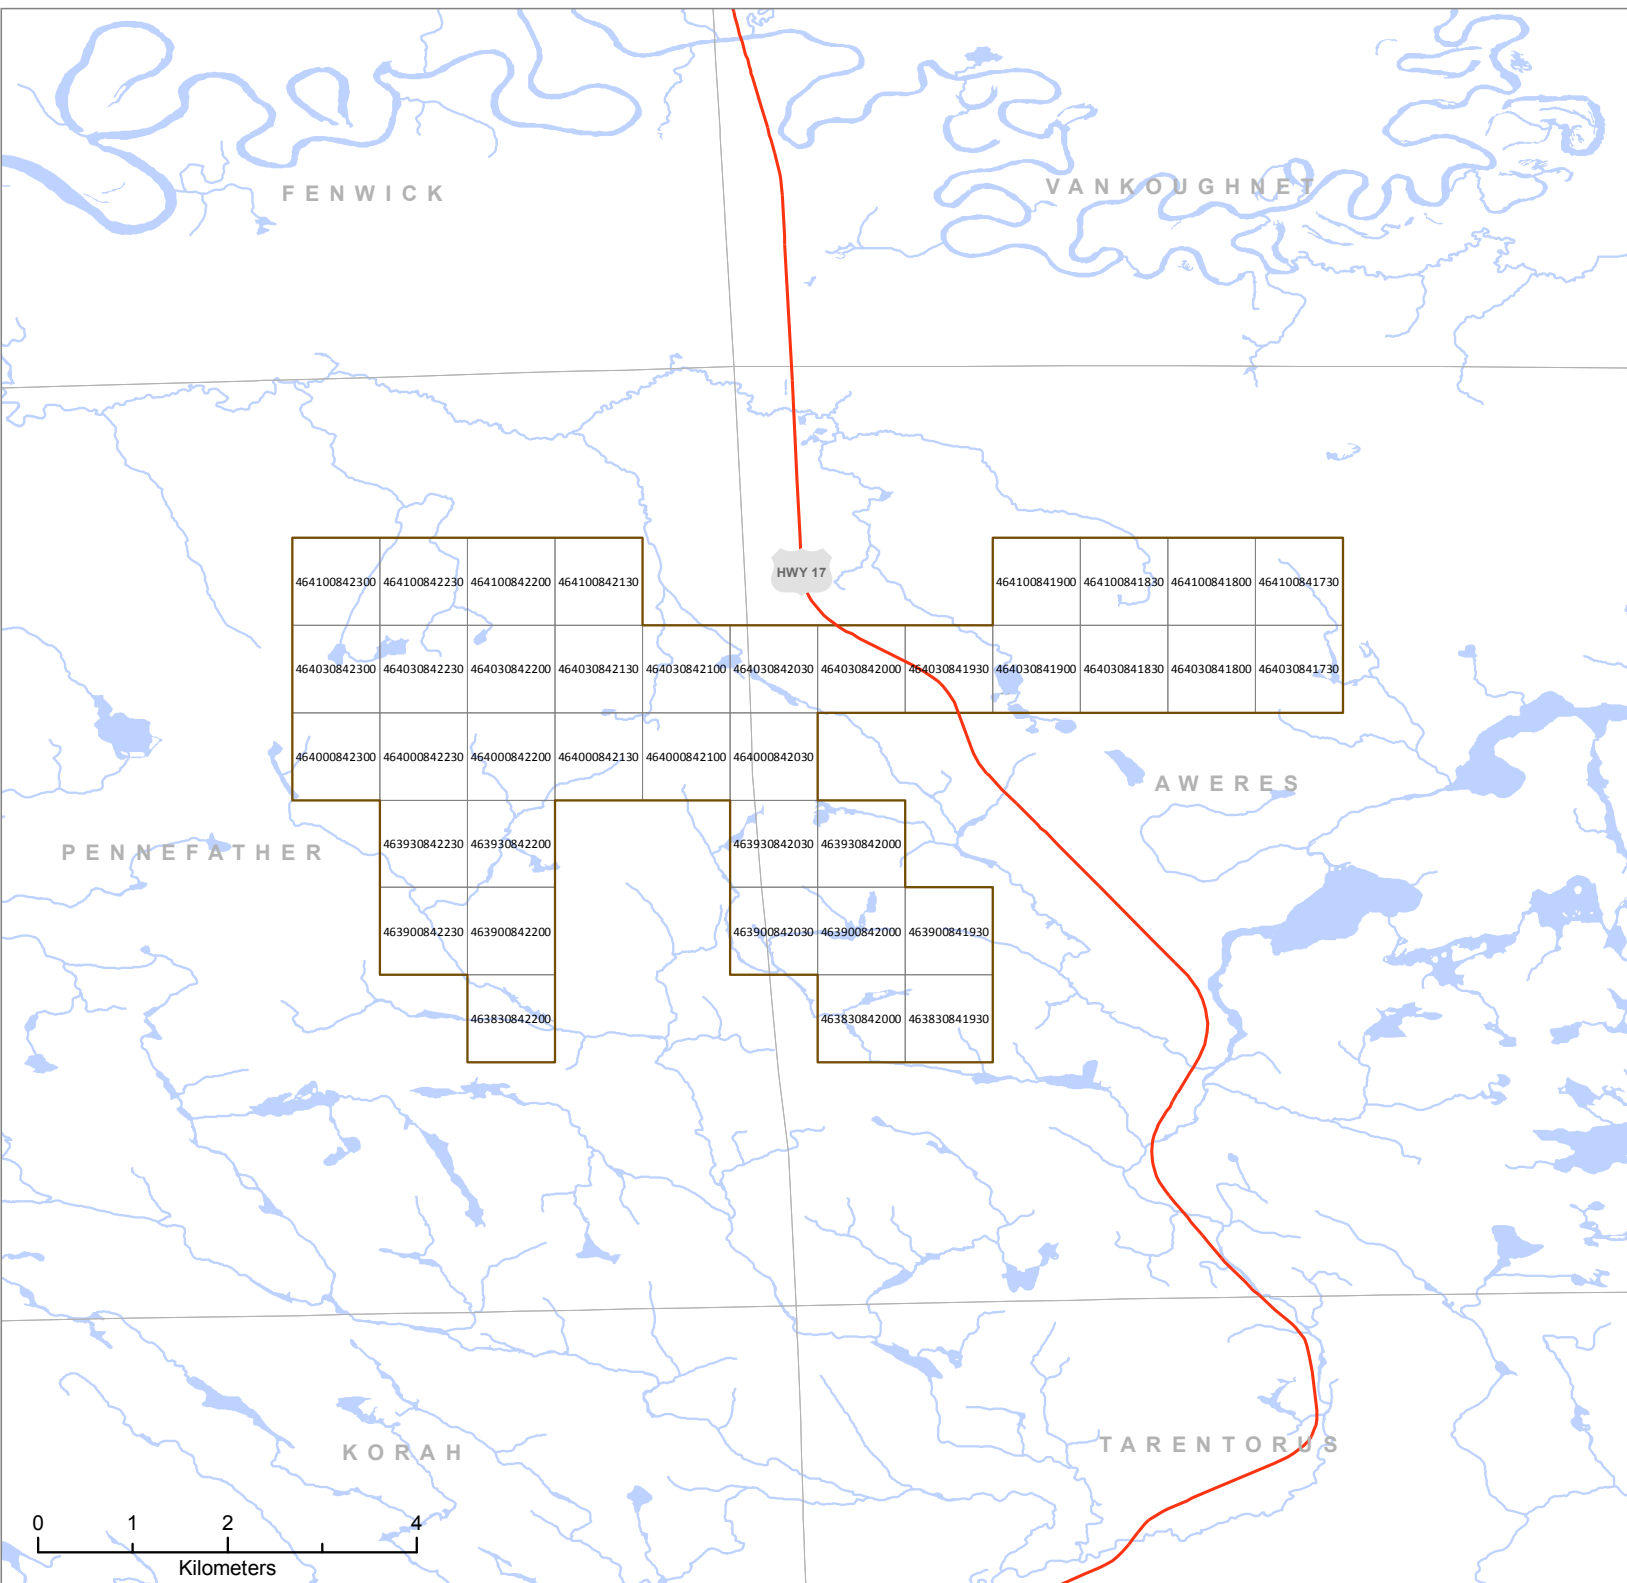 FENWICK
VANKOUGHNET
HWY 17
464100842300 464100842230 464100842200 464100842130 464100841900 464100841830 464100841800 464100841730
464030842300 464030842230 464030842200 464030842130 464030842100 464030842030 464030842000 464030841930 464030841900 464030841830 464030841800 464030841730
464000842300 464000842230 464000842200 464000842130 464000842100 464000842030
AWERES
PENNEFATHER
463930842230 463930842200 463930842030 463930842000
463900842230 463900842200 463900842030 463900842000 463900841930
463830842200 463830842000 463830841930
KORAH
TARENTORUS
0 1 2 4
Kilometers